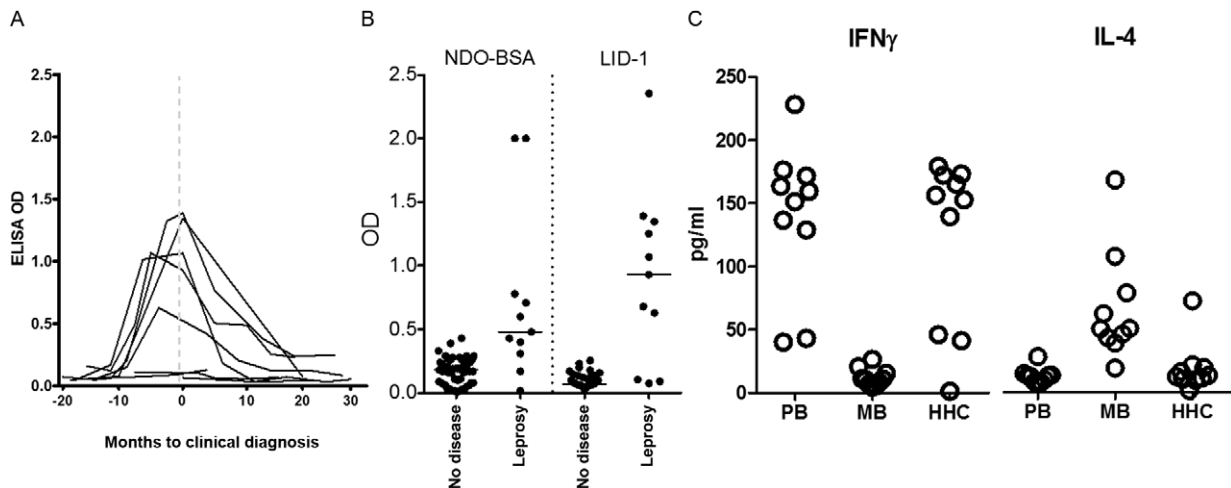 A
2.5
2.0
1.5
1.0
0.5
0.0
ELISA OD
-20 -10 0 10 20 30
Months to clinical diagnosis
B
NDO-BSA LID-1
2.5
2.0
1.5
1.0
0.5
0.0
OD
No disease
Leprosy
No disease
Leprosy
C
IFNγ IL-4
250
200
150
100
50
0
pg/ml
PB MB HHC PB MB HHC